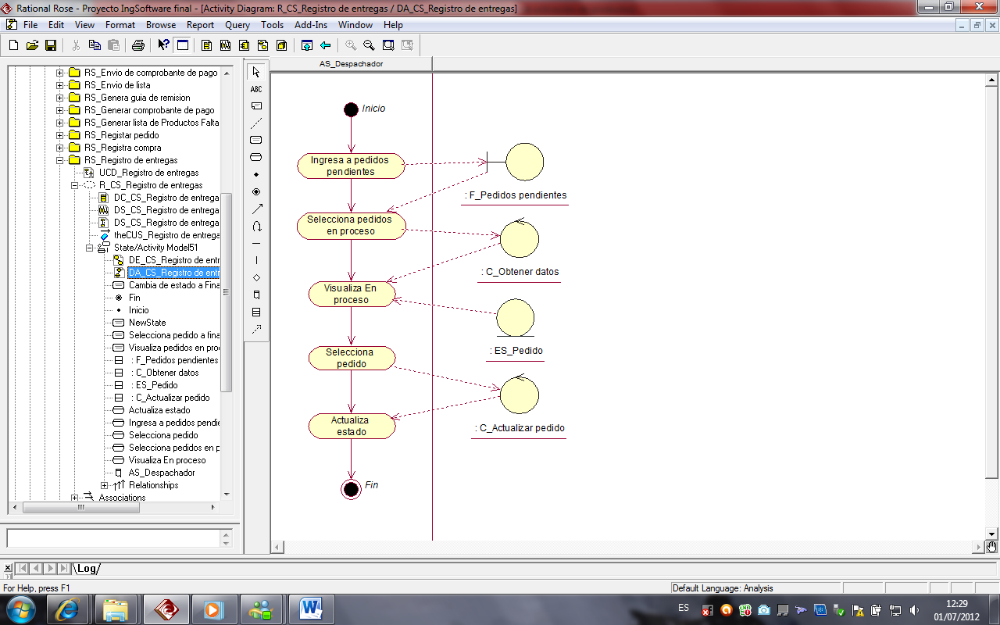 Rational Rose - Proyecto IngSoftware final - [Activity Diagram: R_CS_Registro de entregas / DA_CS_Registro de entregas]
File Edit View Format Browse Report Query Tools Add-Ins Window Help
RS_Envio de comprobante de pago
RS_Envio de lista
RS_Genera guia de remision
RS_Generar comprobante de pago
RS_Generar lista de Productos Falta
RS_Registar pedido
RS_Registra compra
RS_Registro de entregas
UCD_Registro de entregas
R_CS_Registro de entregas
DC_CS_Registro de entrega
DS_CS_Registro de entrega
DS_CS_Registro de entrega
theCUS_Registro de entrega
State/Activity Model51
DE_CS_Registro de entr
DA_CS_Registro de entr
Cambia de estado a Fina
Fin
Inicio
NewState
Selecciona pedido a fina
Visualiza pedidos en pro
: F_Pedidos pendientes
: C_Obtener datos
: ES_Pedido
: C_Actualizar pedido
Actualiza estado
Ingresa a pedidos pendi
Selecciona pedido
Selecciona pedidos en p
Visualiza En proceso
AS_Despachador
Relationships
Associations
ABC
AS_Despachador
Inicio
Ingresa a pedidos
pendientes
: F_Pedidos pendientes
Selecciona pedidos
en proceso
: C_Obtener datos
Visualiza En
proceso
: ES_Pedido
Selecciona
pedido
Actualiza
estado
: C_Actualizar pedido
Fin
Log
For Help, press F1
Default Language: Analysis
ES
12:29
01/07/2012